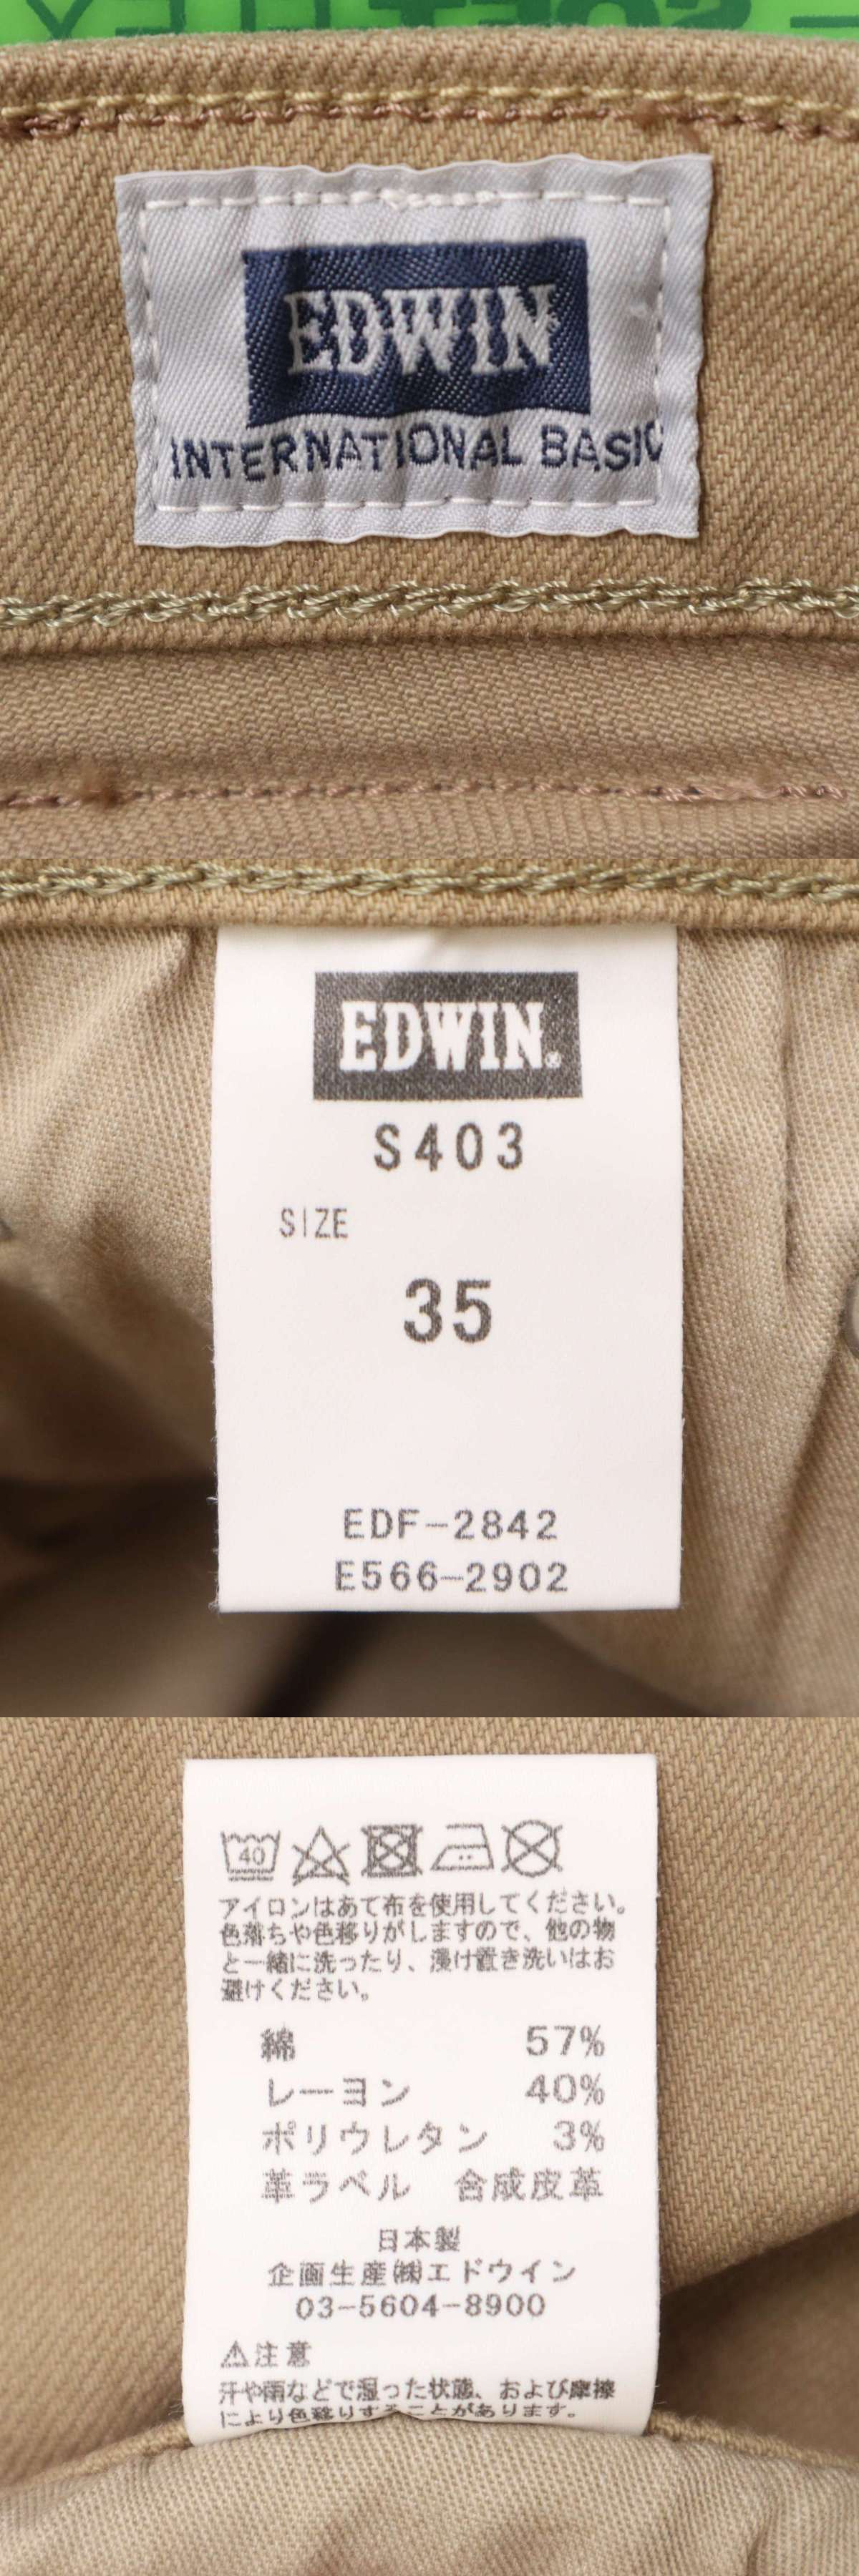 EDWIN
INTERNATIONAL BASIC
EDWIN.
S403
SIZE
35
EDF-2842
E566-2902
40
アイロンはあて布を使用してください。
色落ちや色移りがしますので、他の物
と一緒に洗ったり、漬け置き洗いはお
避けください。
綿 57%
レーヨン 40%
ポリウレタン 3%
革ラベル 合成皮革
日本製
企画生産㈱エドウイン
03-5604-8900
⚠注意
汗や雨などで湿った状態、および摩擦
により色移りすることがあります。